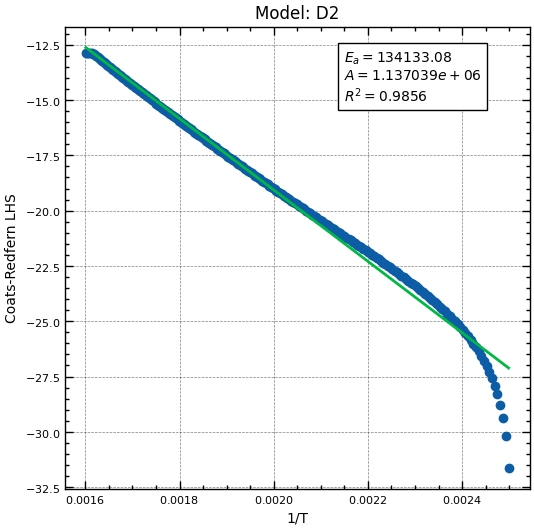 Model: D2
Eₐ = 134133.08
A = 1.137039e + 06
R² = 0.9856
Coats-Redfern LHS
−12.5
−15.0
−17.5
−20.0
−22.5
−25.0
−27.5
−30.0
−32.5
0.0016 0.0018 0.0020 0.0022 0.0024
1/T